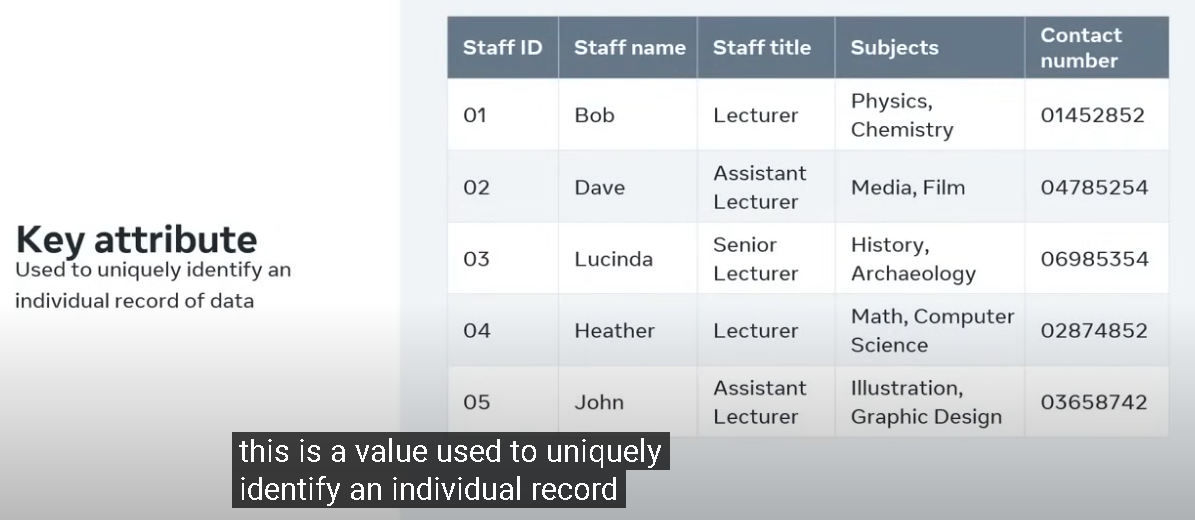 Key attribute
Used to uniquely identify an
individual record of data
Staff ID Staff name Staff title Subjects Contact number
01 Bob Lecturer Physics, Chemistry 01452852
02 Dave Assistant Lecturer Media, Film 04785254
03 Lucinda Senior Lecturer History, Archaeology 06985354
04 Heather Lecturer Math, Computer Science 02874852
05 John Assistant Lecturer Illustration, Graphic Design 03658742
this is a value used to uniquely
identify an individual record